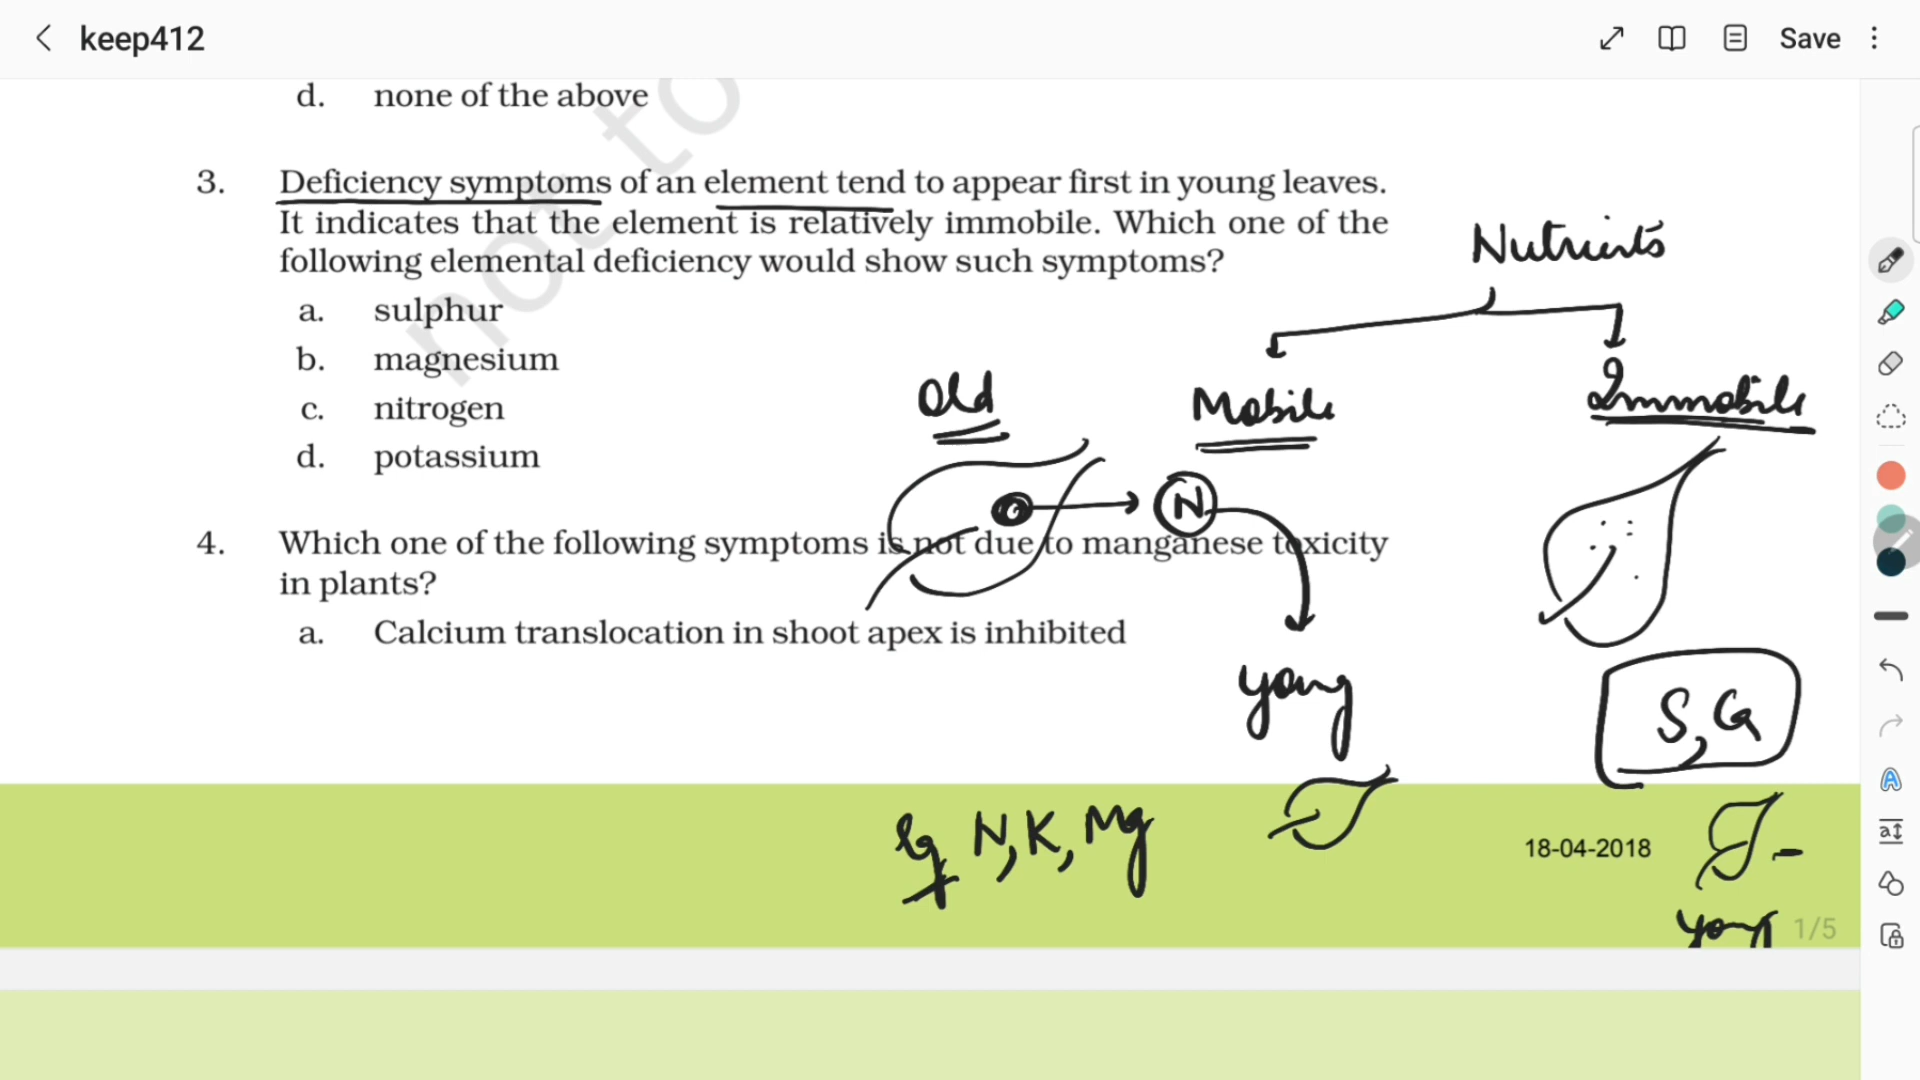 keep412
Save
d. none of the above
not to
3. Deficiency symptoms of an element tend to appear first in young leaves.
It indicates that the element is relatively immobile. Which one of the
following elemental deficiency would show such symptoms?
a. sulphur
b. magnesium
c. nitrogen
d. potassium
Nutrients
Old
Mobile
Immobile
N
4. Which one of the following symptoms is not due to manganese toxicity
in plants?
a. Calcium translocation in shoot apex is inhibited
young
S, Ca
Eg N, K, Mg
18-04-2018
young
1/5